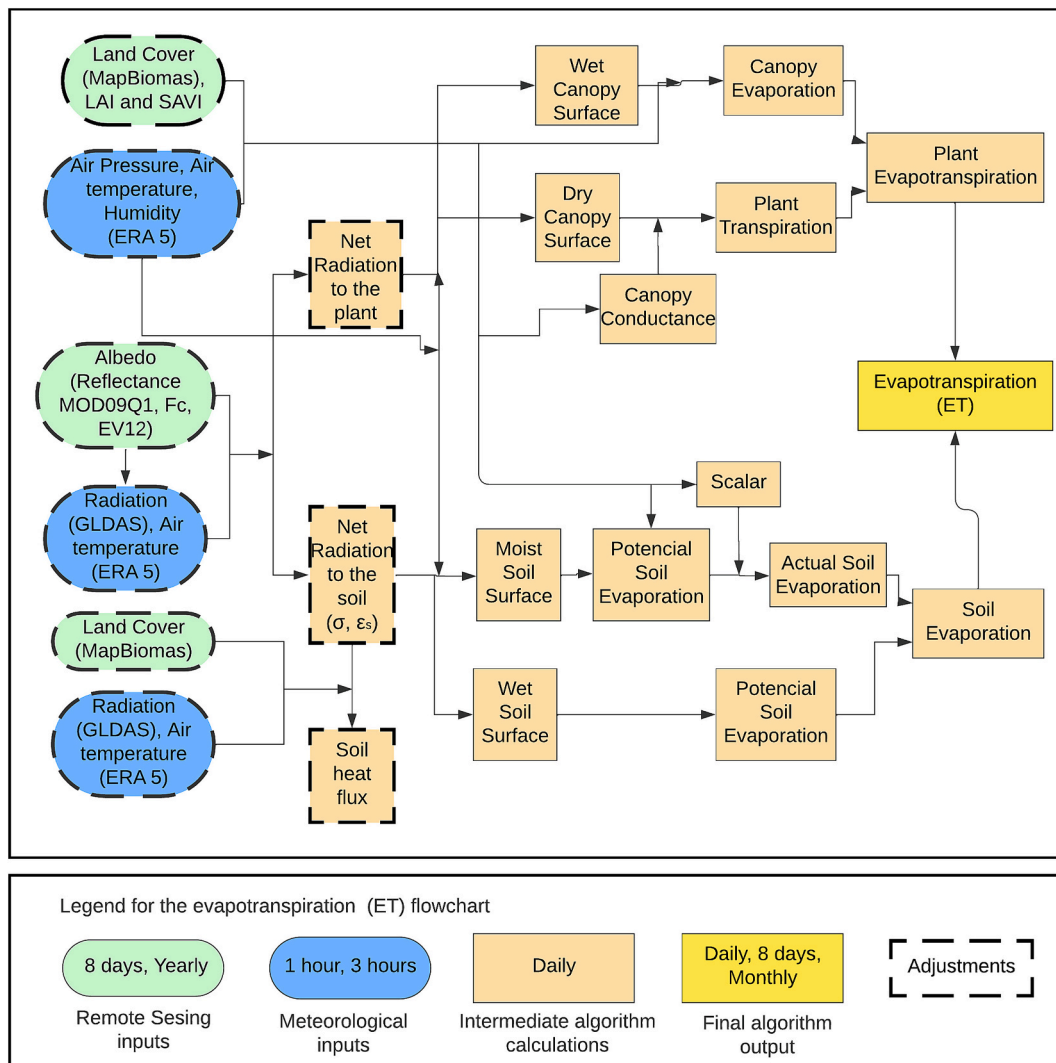 Land Cover
(MapBiomas),
LAI and SAVI
Air Pressure, Air
temperature,
Humidity
(ERA 5)
Albedo
(Reflectance
MOD09Q1, Fc,
EV12)
Radiation
(GLDAS), Air
temperature
(ERA 5)
Land Cover
(MapBiomas)
Radiation
(GLDAS), Air
temperature
(ERA 5)
Net
Radiation
to the
plant
Net
Radiation
to the
soil
(σ, εs)
Soil
heat
flux
Wet
Canopy
Surface
Canopy
Evaporation
Dry
Canopy
Surface
Plant
Transpiration
Canopy
Conductance
Plant
Evapotranspiration
Evapotranspiration
(ET)
Scalar
Moist
Soil
Surface
Potencial
Soil
Evaporation
Actual Soil
Evaporation
Soil
Evaporation
Wet
Soil
Surface
Potencial
Soil
Evaporation
Legend for the evapotranspiration (ET) flowchart
8 days, Yearly
1 hour, 3 hours
Daily
Daily, 8 days,
Monthly
Adjustments
Remote Sesing
inputs
Meteorological
inputs
Intermediate algorithm
calculations
Final algorithm
output